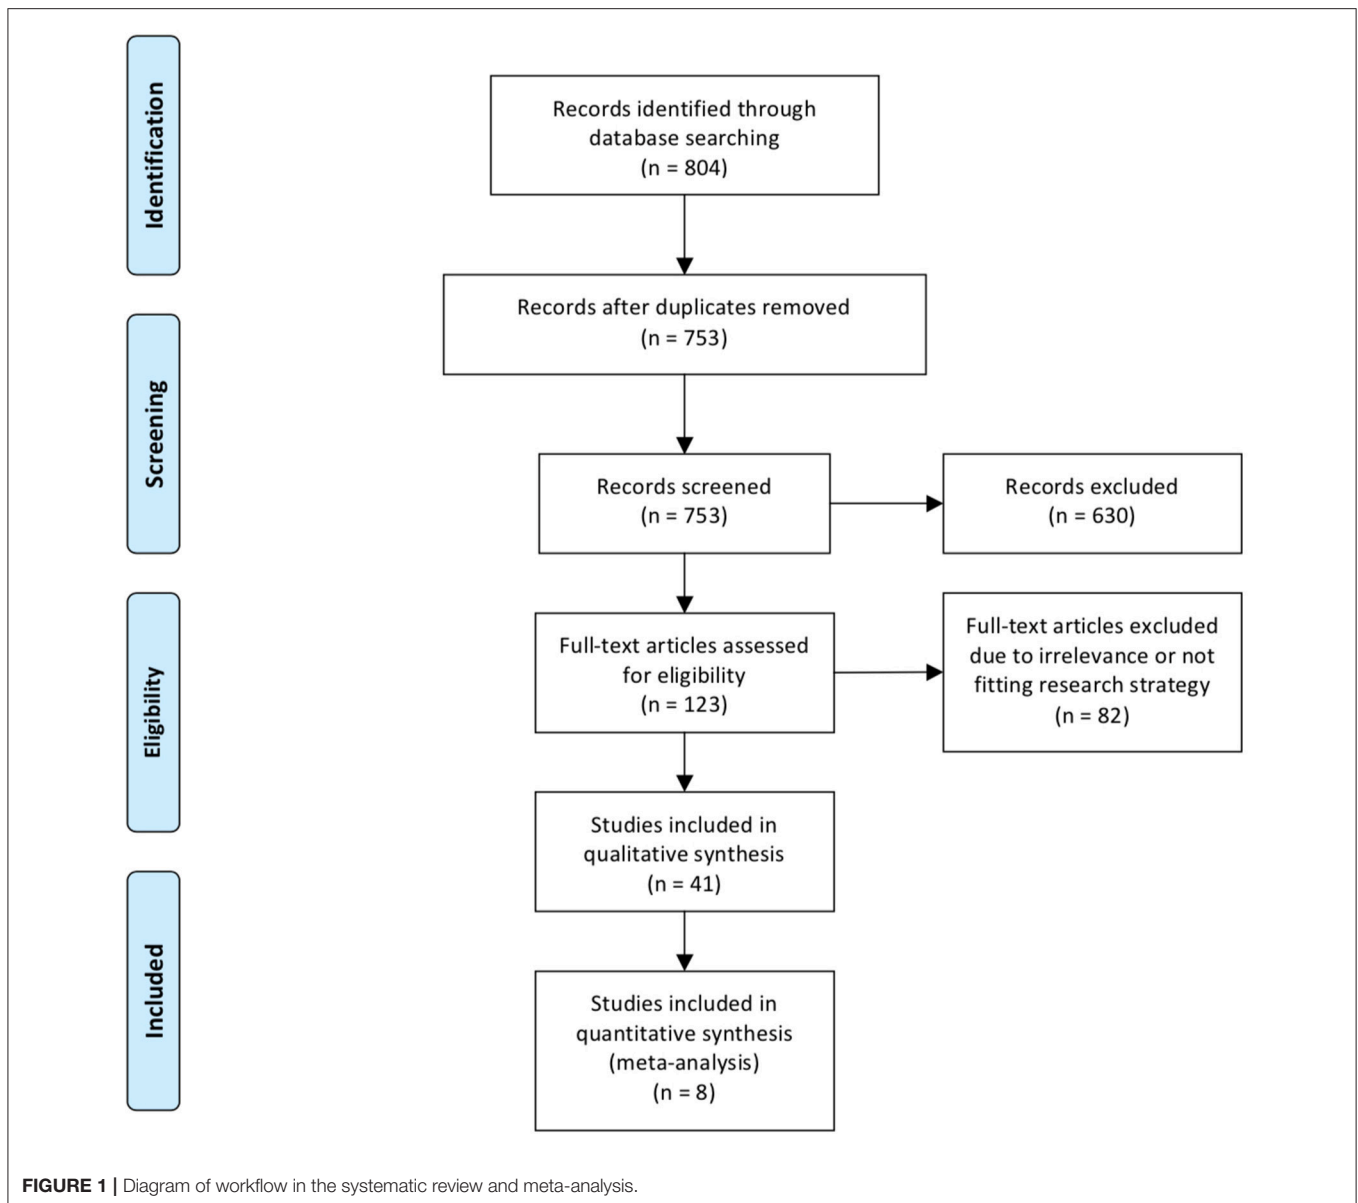 Identification
Records identified through
database searching
(n = 804)
Records after duplicates removed
(n = 753)
Screening
Records screened
(n = 753)
Records excluded
(n = 630)
Eligibility
Full-text articles assessed
for eligibility
(n = 123)
Full-text articles excluded
due to irrelevance or not
fitting research strategy
(n = 82)
Studies included in
qualitative synthesis
(n = 41)
Included
Studies included in
quantitative synthesis
(meta-analysis)
(n = 8)
FIGURE 1 | Diagram of workflow in the systematic review and meta-analysis.